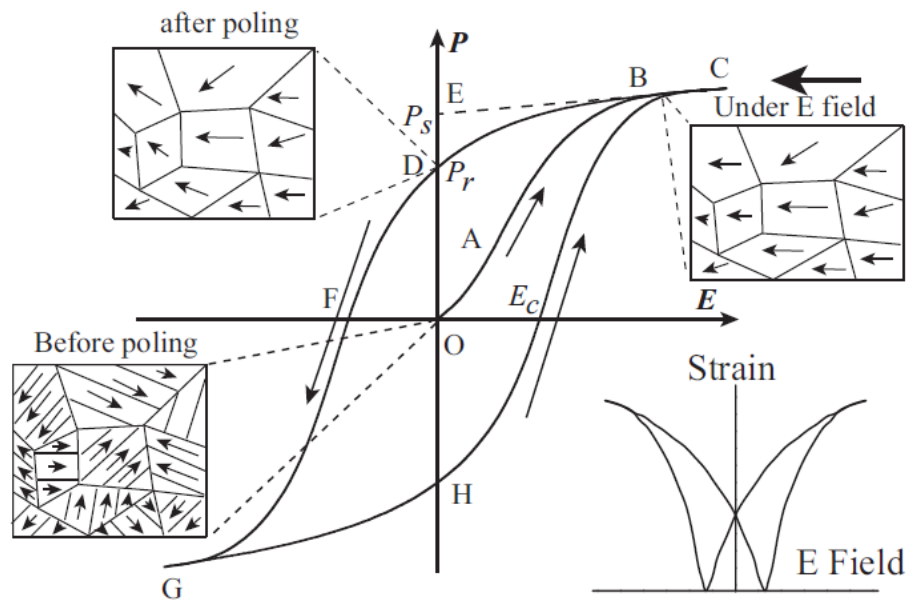 after poling
P
B
C
E
Under E field
P_s
D
P_r
A
F
E_c
E
O
Before poling
Strain
H
E Field
G